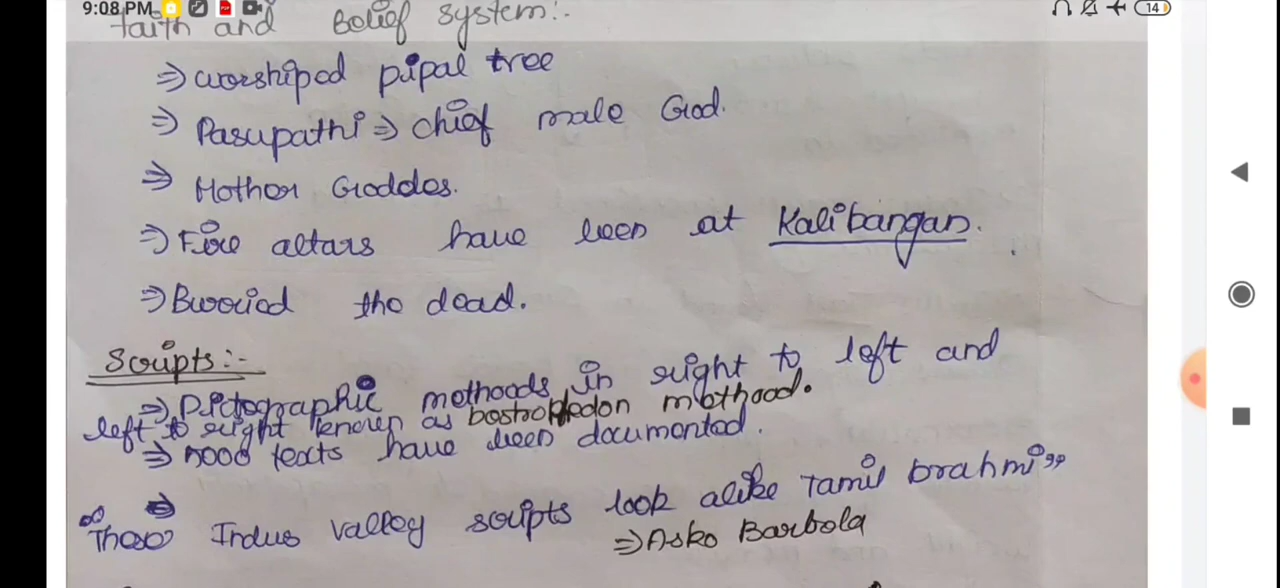 9:08 PM
14
faith and Belief system:-
⇒ worshiped pipal tree
⇒ Pasupathi ⇒ chief male God.
⇒ Mother Goddes.
⇒ Fire altars have been at Kalibangan.
⇒ Buried the dead.
Scripts:-
⇒ Pictographic methods in right to left and
left to right known as bostrophedon method.
⇒ 5000 texts have been documented.
⇒
“These Indus valley scripts look alike Tamil brahmi”
⇒ Asko Barbola